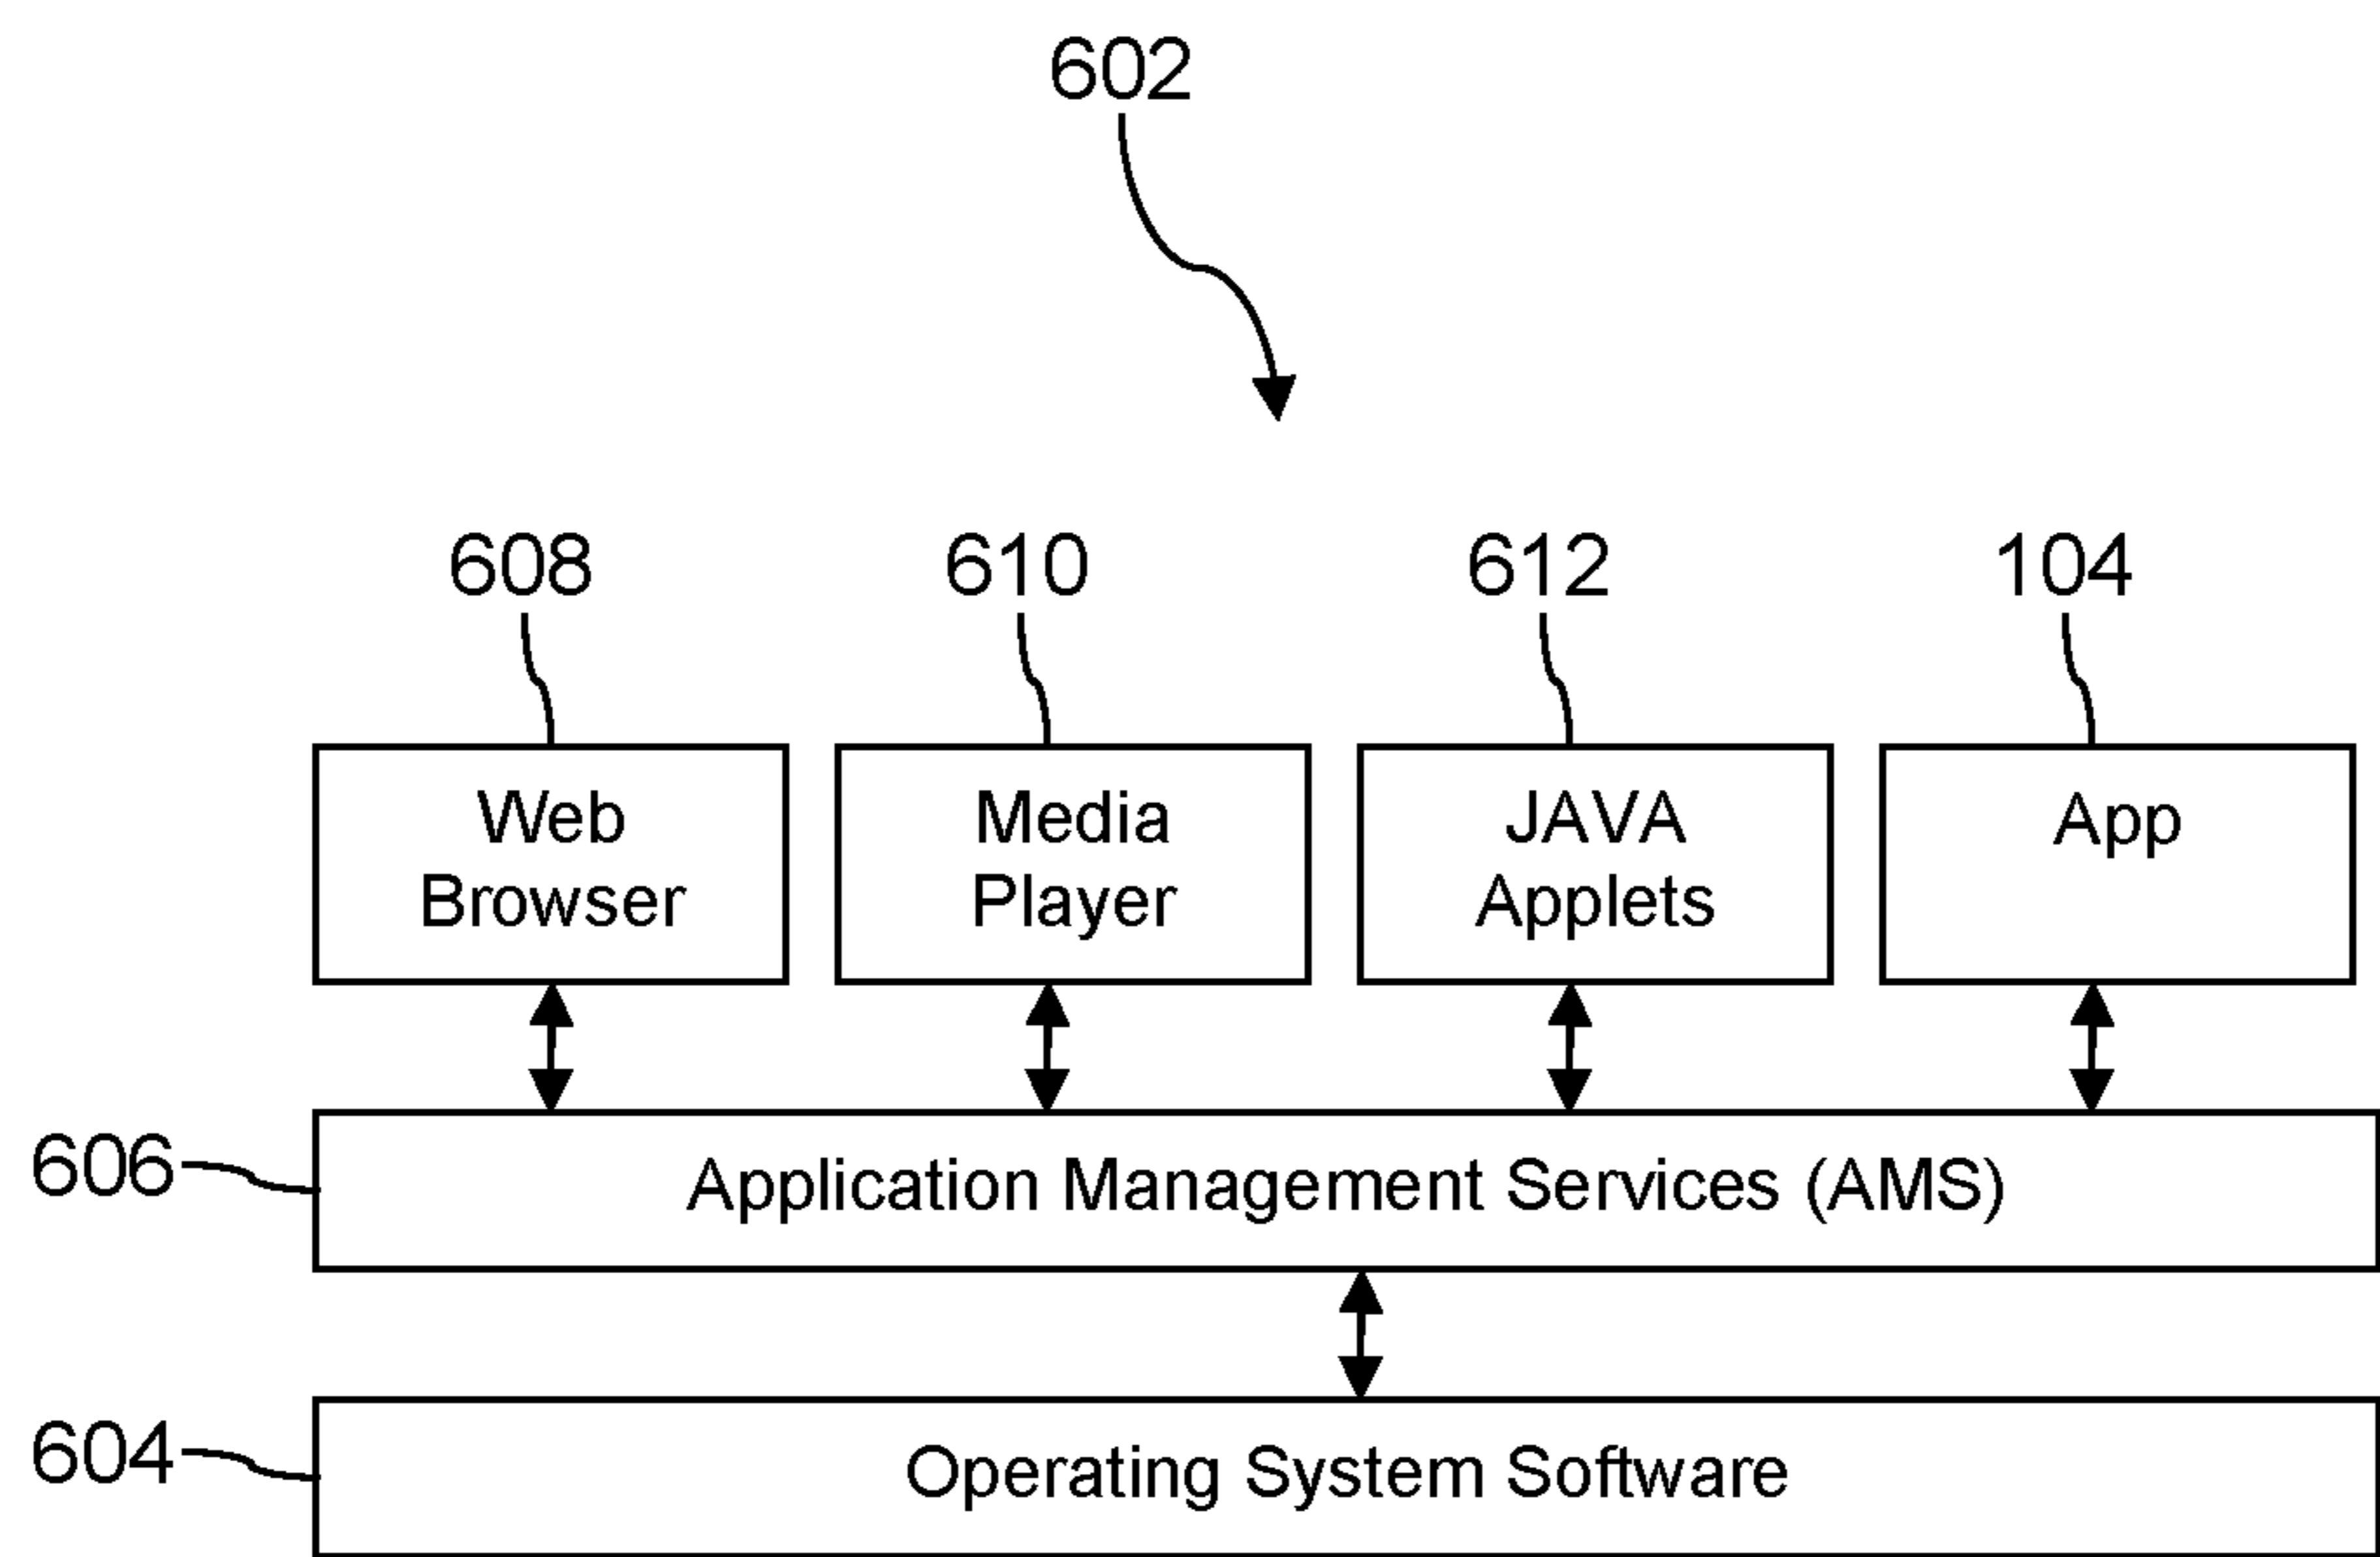 602
608
610
612
104
Web
Browser
Media
Player
JAVA
Applets
App
606
Application Management Services (AMS)
604
Operating System Software